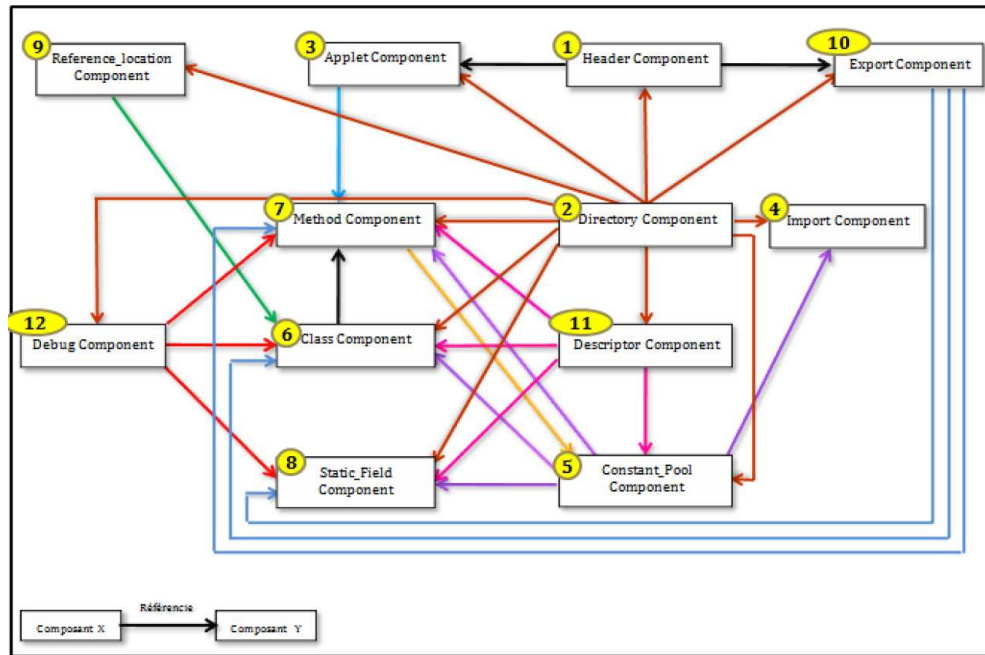 9
3
1
10
Reference_location
Component
Applet Component
Header Component
Export Component
7
2
4
Method Component
Directory Component
Import Component
12
6
11
Debug Component
Class Component
Descriptor Component
8
5
Static_Field
Component
Constant_Pool
Component
Référencie
Composant X
Composant Y